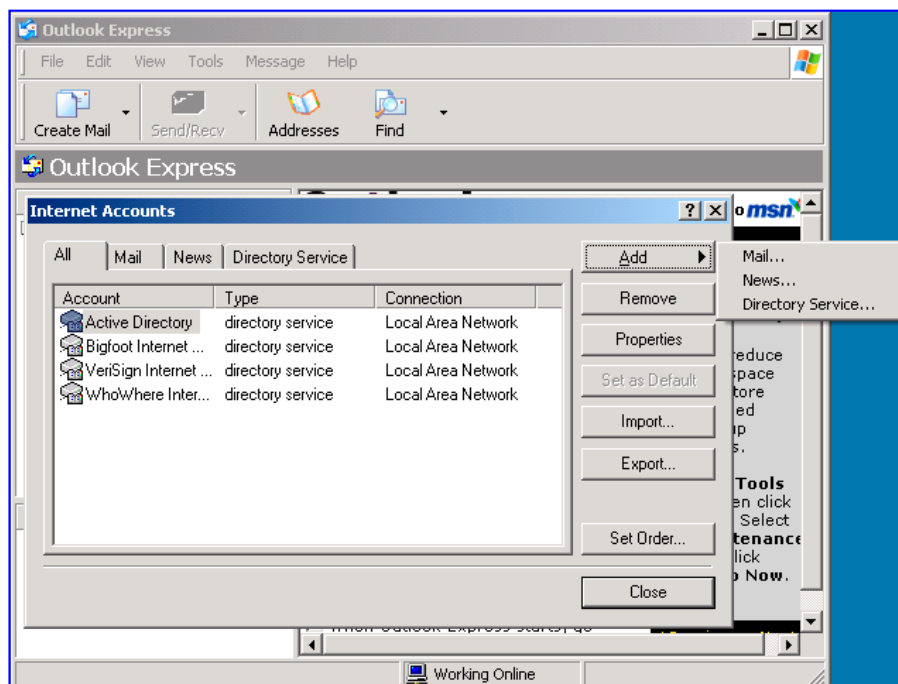 Outlook Express
File Edit View Tools Message Help
Create Mail Send/Recv Addresses Find
Outlook Express
Internet Accounts
o msn
All Mail News Directory Service
Add
Mail...
News...
Directory Service...
Account Type Connection
Active Directory directory service Local Area Network
Bigfoot Internet ... directory service Local Area Network
VeriSign Internet ... directory service Local Area Network
WhoWhere Inter... directory service Local Area Network
Remove
Properties
Set as Default
Import...
Export...
Set Order...
Close
educe
space
tore
ed
up
s.
Tools
en click
Select
tenance
lick
Now.
Working Online